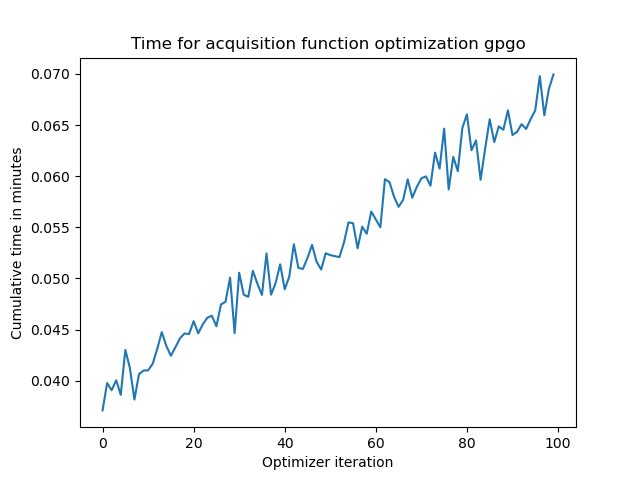 Time for acquisition function optimization gpgo
0.070
0.065
0.060
0.055
0.050
0.045
0.040
Cumulative time in minutes
0 20 40 60 80 100
Optimizer iteration